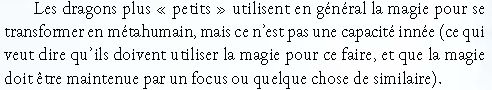 Les dragons plus « petits » utilisent en général la magie pour se
transformer en métahumain, mais ce n'est pas une capacité innée (ce qui
veut dire qu'ils doivent utiliser la magie pour ce faire, et que la magie
doit être maintenue par un focus ou quelque chose de similaire).